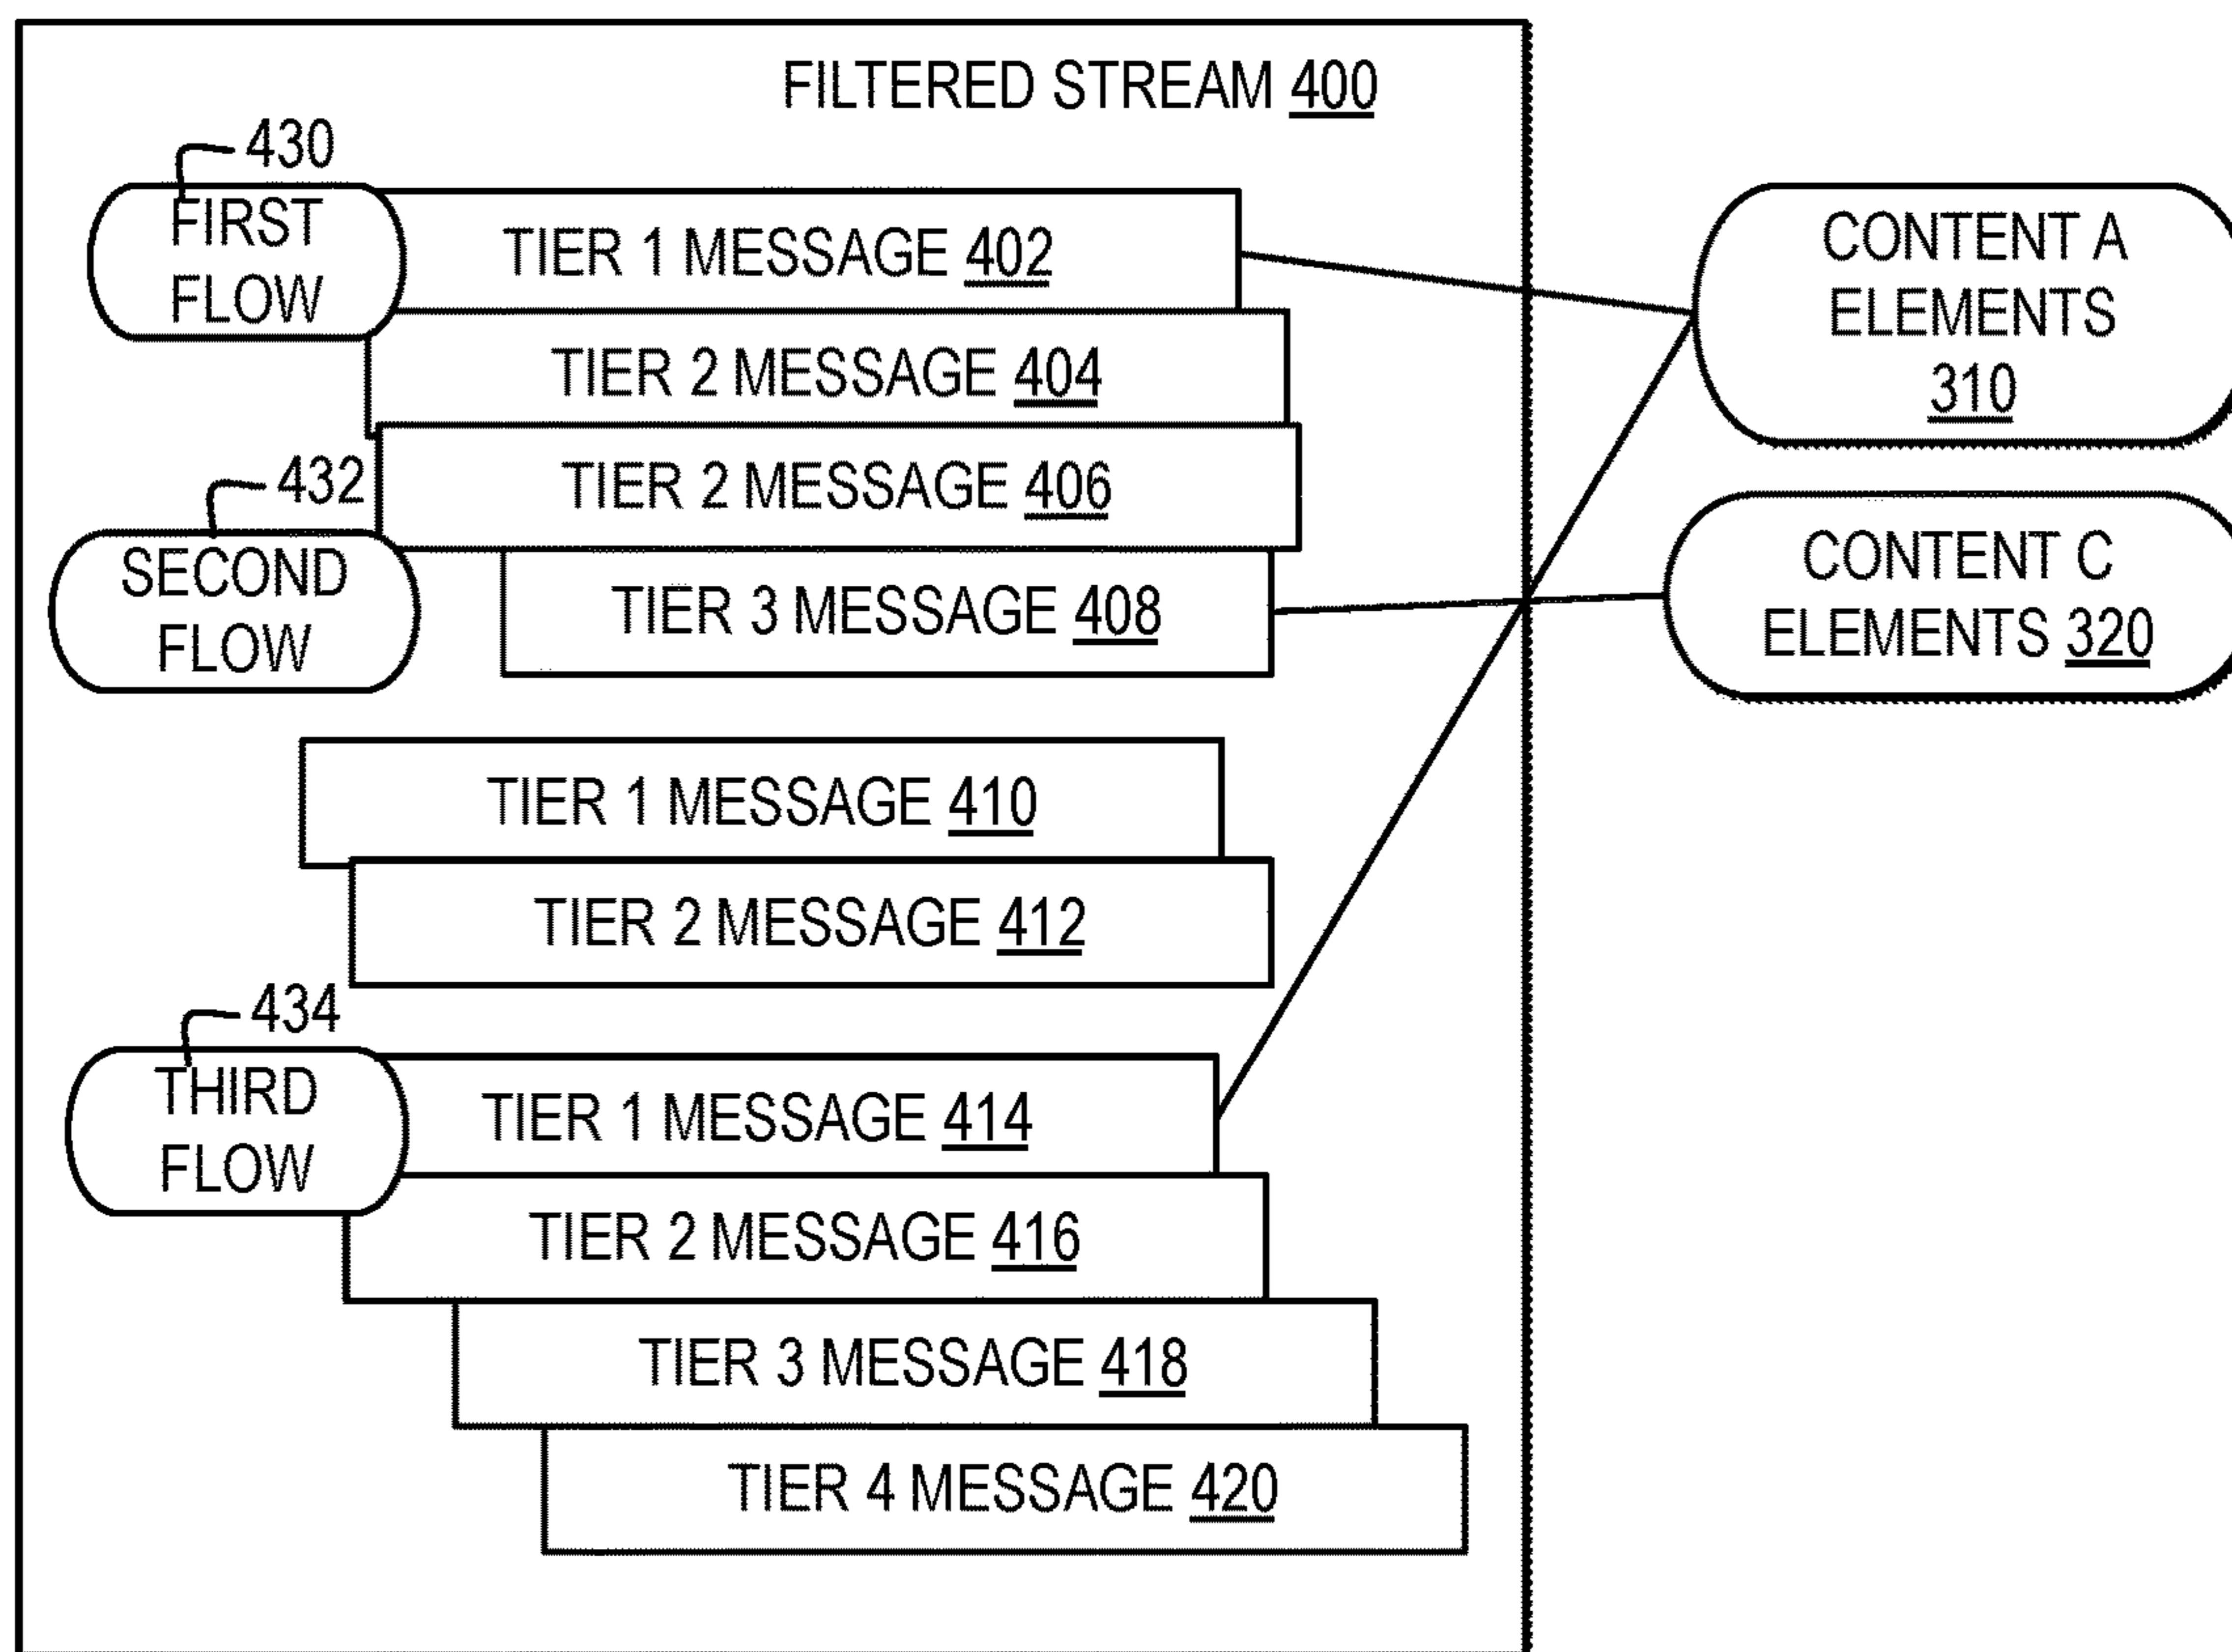 FILTERED STREAM 400
430
FIRST
FLOW
TIER 1 MESSAGE 402
TIER 2 MESSAGE 404
TIER 2 MESSAGE 406
432
SECOND
FLOW
TIER 3 MESSAGE 408
TIER 1 MESSAGE 410
TIER 2 MESSAGE 412
434
THIRD
FLOW
TIER 1 MESSAGE 414
TIER 2 MESSAGE 416
TIER 3 MESSAGE 418
TIER 4 MESSAGE 420
CONTENT A
ELEMENTS
310
CONTENT C
ELEMENTS 320